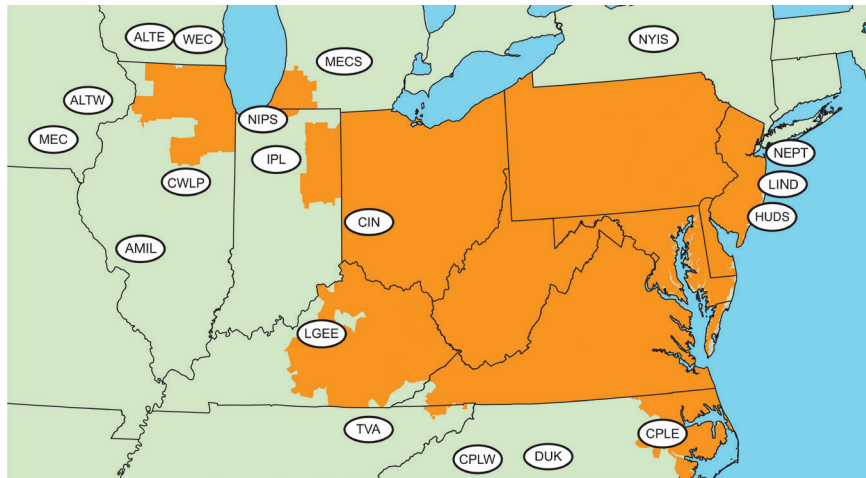 ALTE
WEC
NYIS
MECS
ALTW
NIPS
MEC
NEPT
IPL
CWLP
LIND
CIN
HUDS
AMIL
LGEE
TVA
CPLE
CPLW
DUK